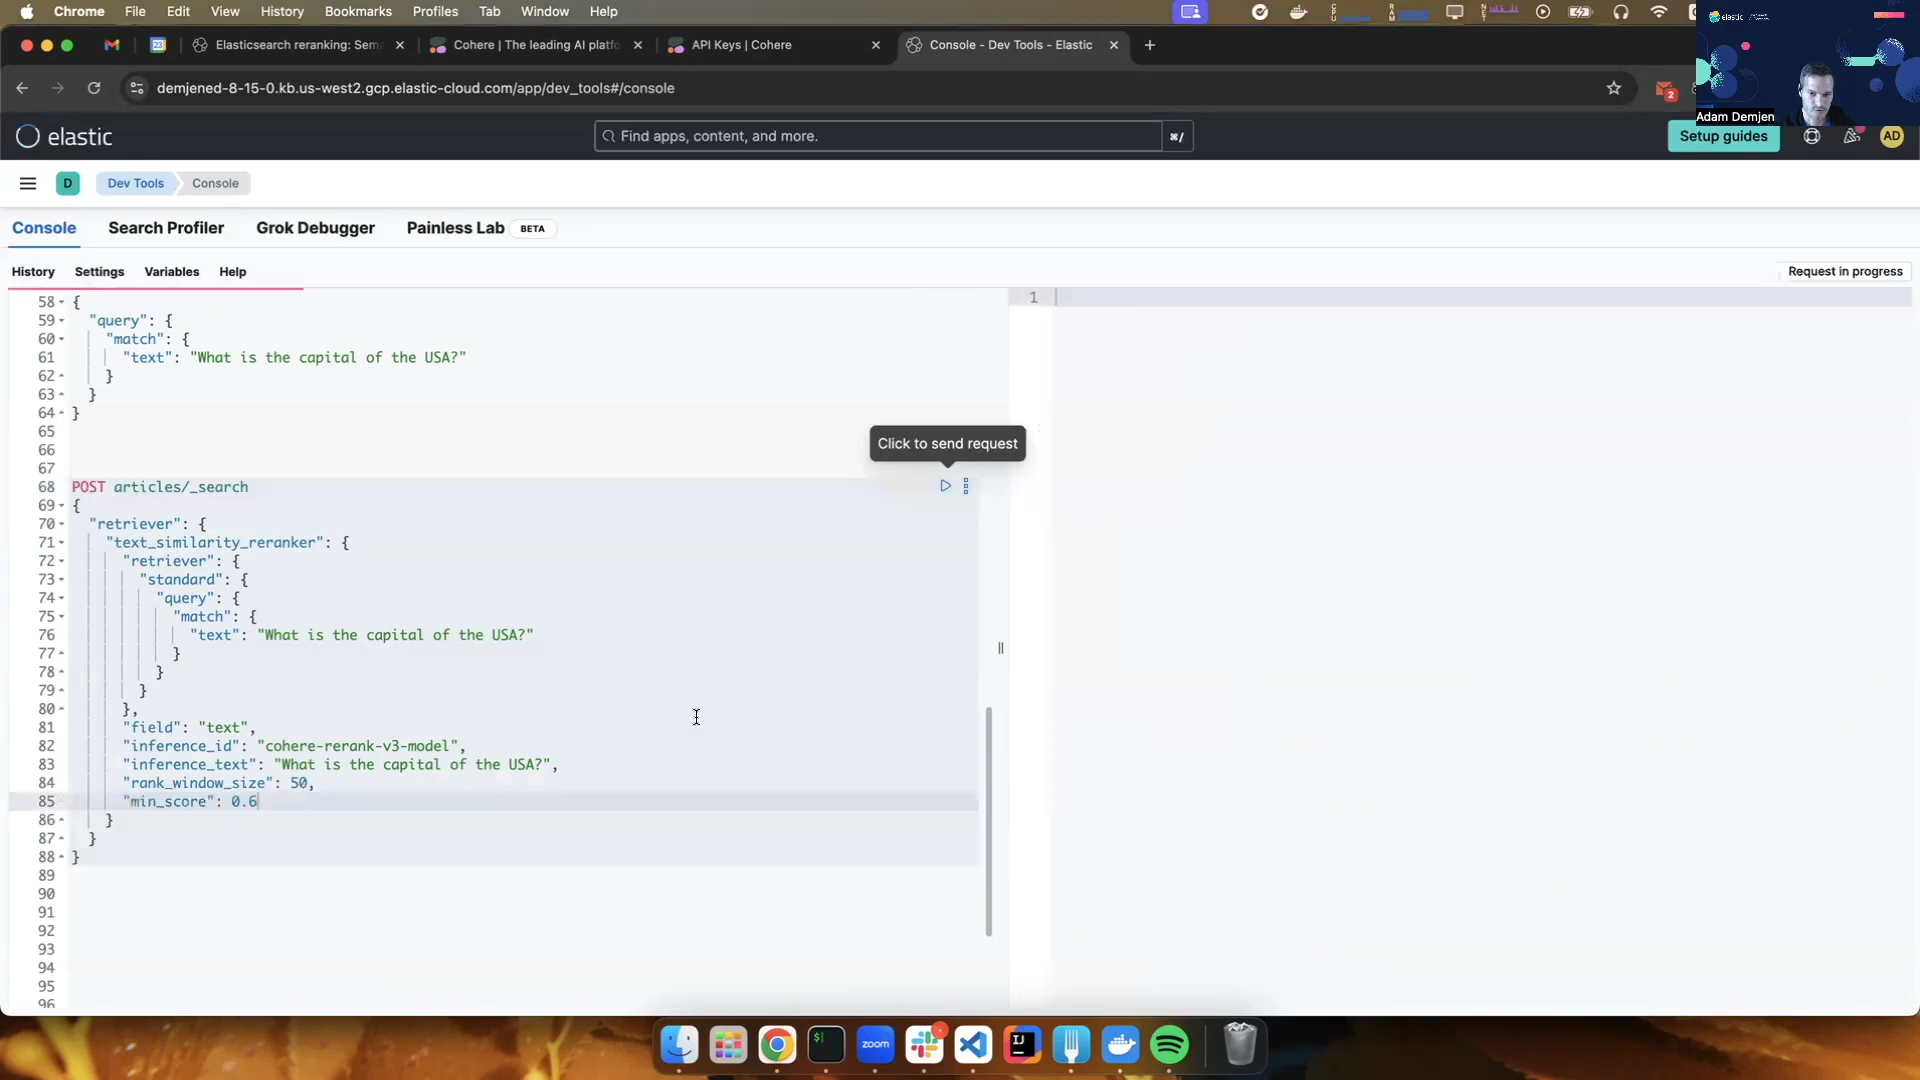 Chrome File Edit View History Bookmarks Profiles Tab Window Help
elastic
23 Elasticsearch reranking: Sem Cohere | The leading AI platfo API Keys | Cohere Console - Dev Tools - Elastic
demjened-8-15-0.kb.us-west2.gcp.elastic-cloud.com/app/dev_tools#/console
2
Adam Demjen
elastic
Find apps, content, and more.
⌘/
Setup guides
AD
D Dev Tools Console
Console Search Profiler Grok Debugger Painless Lab BETA
History Settings Variables Help
Request in progress
58 {
59 "query": {
60 "match": {
61 "text": "What is the capital of the USA?"
62 }
63 }
64 }
65
66
67
Click to send request
68 POST articles/_search
69 {
70 "retriever": {
71 "text_similarity_reranker": {
72 "retriever": {
73 "standard": {
74 "query": {
75 "match": {
76 "text": "What is the capital of the USA?"
77 }
78 }
79 }
80 },
81 "field": "text",
82 "inference_id": "cohere-rerank-v3-model",
83 "inference_text": "What is the capital of the USA?",
84 "rank_window_size": 50,
85 "min_score": 0.6
86 }
87 }
88 }
89
90
91
92
93
94
95
96
1
zoom
IJ